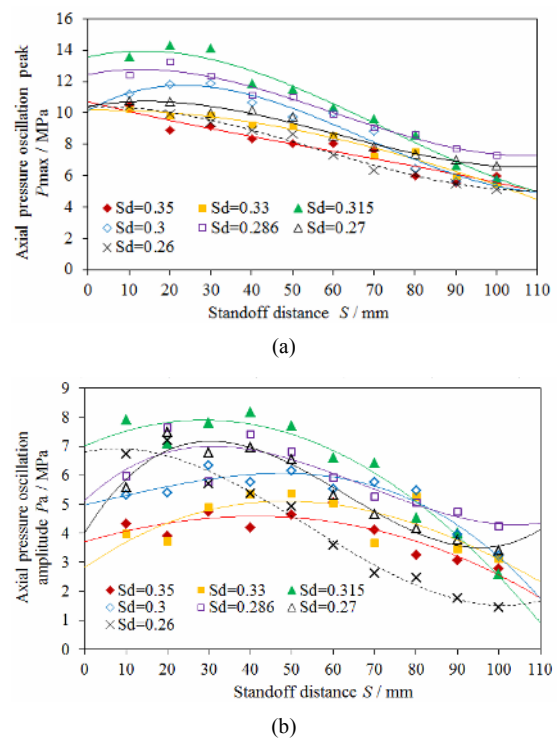 Axial pressure oscillation peak
Pmax / MPa
16
14
12
10
8
6
4
2
0
Sd=0.35 Sd=0.33 Sd=0.315
Sd=0.3 Sd=0.286 Sd=0.27
Sd=0.26
0 10 20 30 40 50 60 70 80 90 100 110
Standoff distance S / mm
(a)
Axial pressure oscillation
amplitude Pa / MPa
9
8
7
6
5
4
3
2
1
0
Sd=0.35 Sd=0.33 Sd=0.315
Sd=0.3 Sd=0.286 Sd=0.27
Sd=0.26
0 10 20 30 40 50 60 70 80 90 100 110
Standoff distance S / mm
(b)